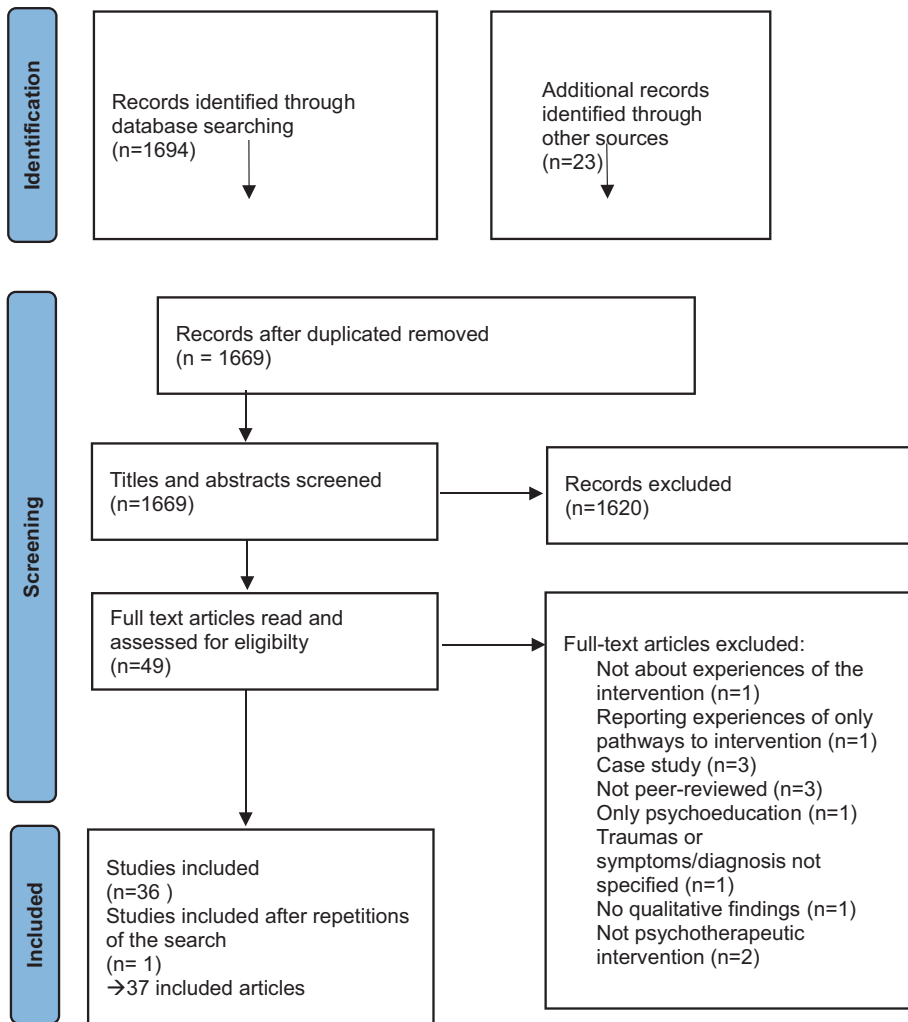 Identification
Records identified through
database searching
(n=1694)
Additional records
identified through
other sources
(n=23)
Screening
Records after duplicated removed
(n = 1669)
Titles and abstracts screened
(n=1669)
Records excluded
(n=1620)
Full text articles read and
assessed for eligibilty
(n=49)
Full-text articles excluded:
Not about experiences of the
intervention (n=1)
Reporting experiences of only
pathways to intervention (n=1)
Case study (n=3)
Not peer-reviewed (n=3)
Only psychoeducation (n=1)
Traumas or
symptoms/diagnosis not
specified (n=1)
No qualitative findings (n=1)
Not psychotherapeutic
intervention (n=2)
Included
Studies included
(n=36 )
Studies included after repetitions
of the search
(n= 1)
→37 included articles